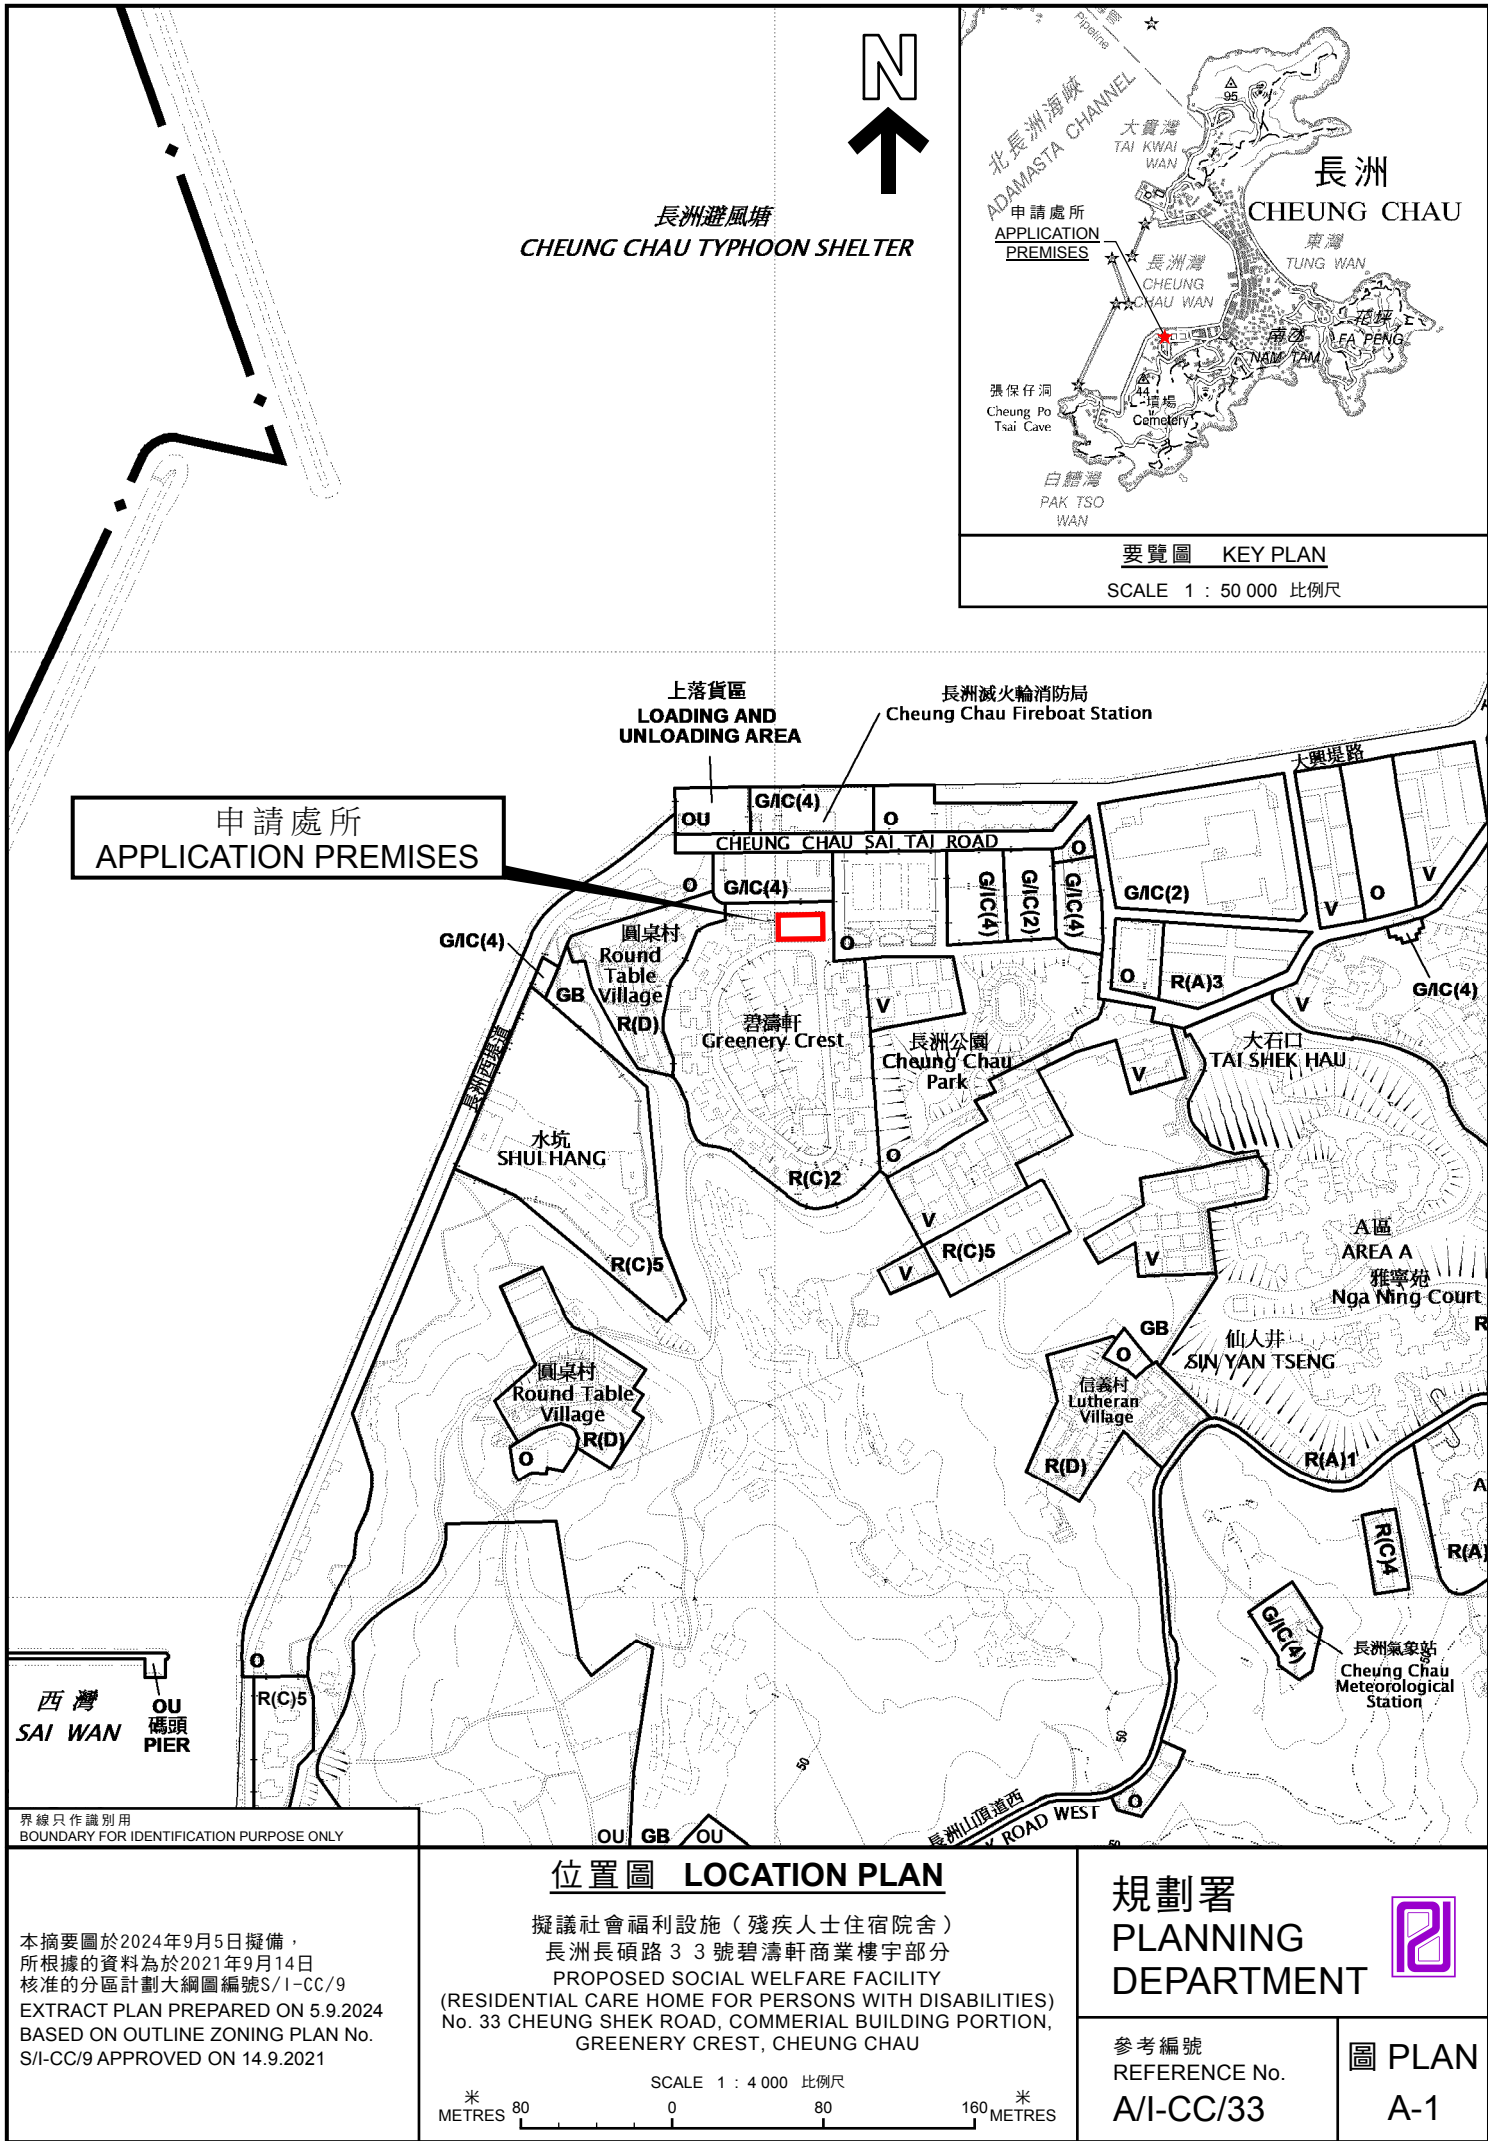 N
長洲避風塘
CHEUNG CHAU TYPHOON SHELTER
Pipeline
北長洲海峽
ADAMASTA CHANNEL
95
大貴灣
TAI KWAI
WAN
長洲
CHEUNG CHAU
申請處所
APPLICATION
PREMISES
東灣
TUNG WAN
長洲灣
CHEUNG
CHAU WAN
南氹
NAM TAM
花坪
FA PENG
張保仔洞
Cheung Po
Tsai Cave
44
墳場
Cemetery
白鰽灣
PAK TSO
WAN
要覽圖 KEY PLAN
SCALE 1 : 50 000 比例尺
上落貨區
LOADING AND
UNLOADING AREA
長洲滅火輪消防局
Cheung Chau Fireboat Station
大興堤路
申請處所
APPLICATION PREMISES
OU
G/IC(4)
O
CHEUNG CHAU SAI TAI ROAD
O
G/IC(4)
O
G/IC(4)
G/IC(2)
G/IC(4)
O
G/IC(2)
V
O
V
G/IC(4)
G/IC(4)
圓桌村
Round
Table
Village
GB
R(D)
長洲西堤道
碧濤軒
Greenery Crest
V
長洲公園
Cheung Chau
Park
O
R(A)3
V
大石口
TAI SHEK HAU
V
水坑
SHUI HANG
R(C)2
O
V
R(C)5
V
R(C)5
V
A區
AREA A
雅寧苑
Nga Ning Court
R
GB
O
仙人井
SIN YAN TSENG
圓桌村
Round Table
Village
R(D)
O
信義村
Lutheran
Village
R(D)
R(A)1
A
R(C)4
R(A)
G/IC(4)
長洲氣象站
Cheung Chau
Meteorological
Station
50
西灣
SAI WAN
OU
碼頭
PIER
O
R(C)5
50
50
O
長洲山頂道西
ROAD WEST
50
OU
GB
OU
界線只作識別用
BOUNDARY FOR IDENTIFICATION PURPOSE ONLY
本摘要圖於2024年9月5日擬備，
所根據的資料為於2021年9月14日
核准的分區計劃大綱圖編號S/I-CC/9
EXTRACT PLAN PREPARED ON 5.9.2024
BASED ON OUTLINE ZONING PLAN No.
S/I-CC/9 APPROVED ON 14.9.2021
位置圖 LOCATION PLAN
擬議社會福利設施（殘疾人士住宿院舍）
長洲長碩路３３號碧濤軒商業樓宇部分
PROPOSED SOCIAL WELFARE FACILITY
(RESIDENTIAL CARE HOME FOR PERSONS WITH DISABILITIES)
No. 33 CHEUNG SHEK ROAD, COMMERIAL BUILDING PORTION,
GREENERY CREST, CHEUNG CHAU
SCALE 1 : 4 000 比例尺
米
METRES 80 0 80 160 米
METRES
規劃署
PLANNING
DEPARTMENT
參考編號
REFERENCE No.
A/I-CC/33
圖 PLAN
A-1